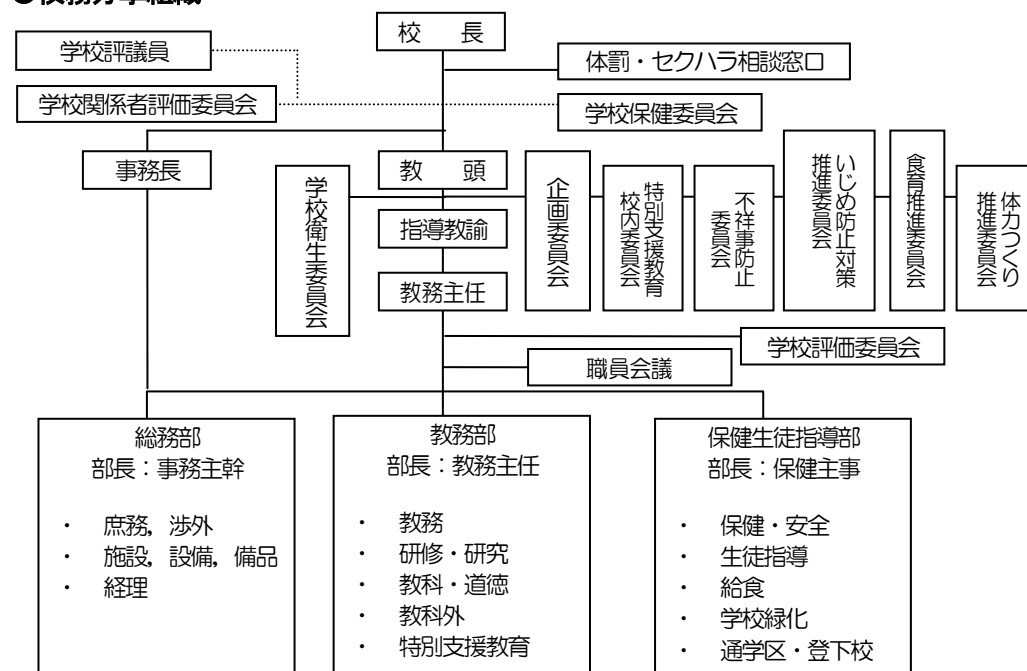 ●校務分掌組織
校　長
学校評議員
体罰・セクハラ相談窓口
学校関係者評価委員会
学校保健委員会
事務長
教　頭
指導教諭
教務主任
学校衛生委員会
企画委員会
特別支援教育
校内委員会
不祥事防止
委員会
いじめ防止対策
推進委員会
食育推進委員会
体力つくり
推進委員会
学校評価委員会
職員会議
総務部
部長：事務主幹
・ 庶務，渉外
・ 施設，設備，備品
・ 経理
教務部
部長：教務主任
・ 教務
・ 研修・研究
・ 教科・道徳
・ 教科外
・ 特別支援教育
保健生徒指導部
部長：保健主事
・ 保健・安全
・ 生徒指導
・ 給食
・ 学校緑化
・ 通学区・登下校